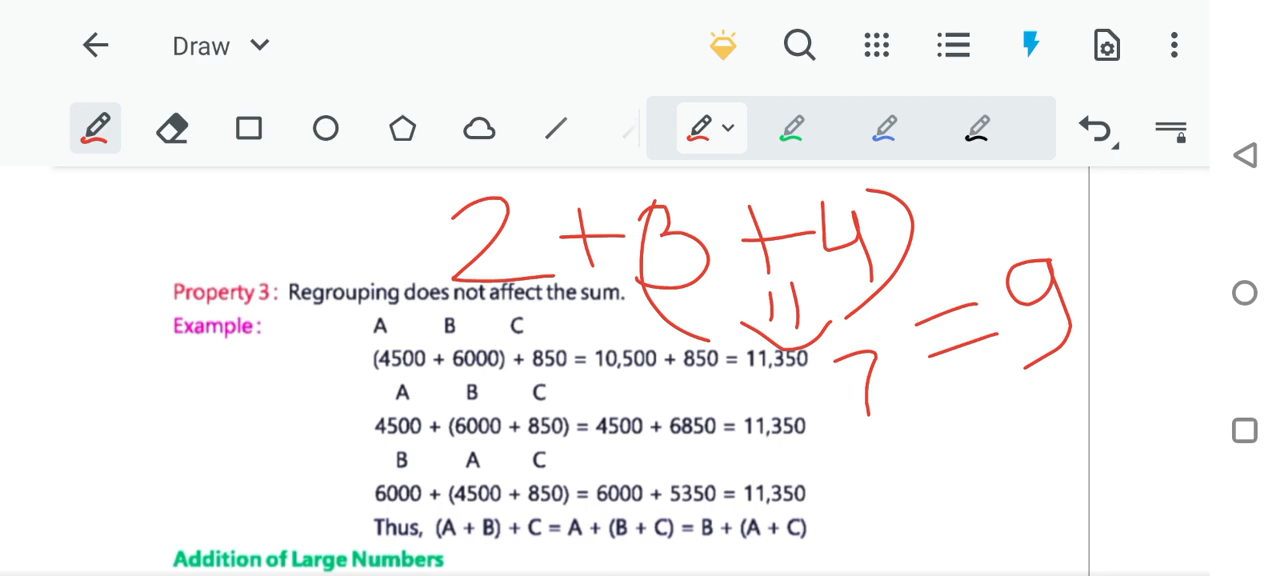 Draw
2 + (3 + 4) = 9
7
Property 3: Regrouping does not affect the sum.
Example: A B C
(4500 + 6000) + 850 = 10,500 + 850 = 11,350
A B C
4500 + (6000 + 850) = 4500 + 6850 = 11,350
B A C
6000 + (4500 + 850) = 6000 + 5350 = 11,350
Thus, (A + B) + C = A + (B + C) = B + (A + C)
Addition of Large Numbers